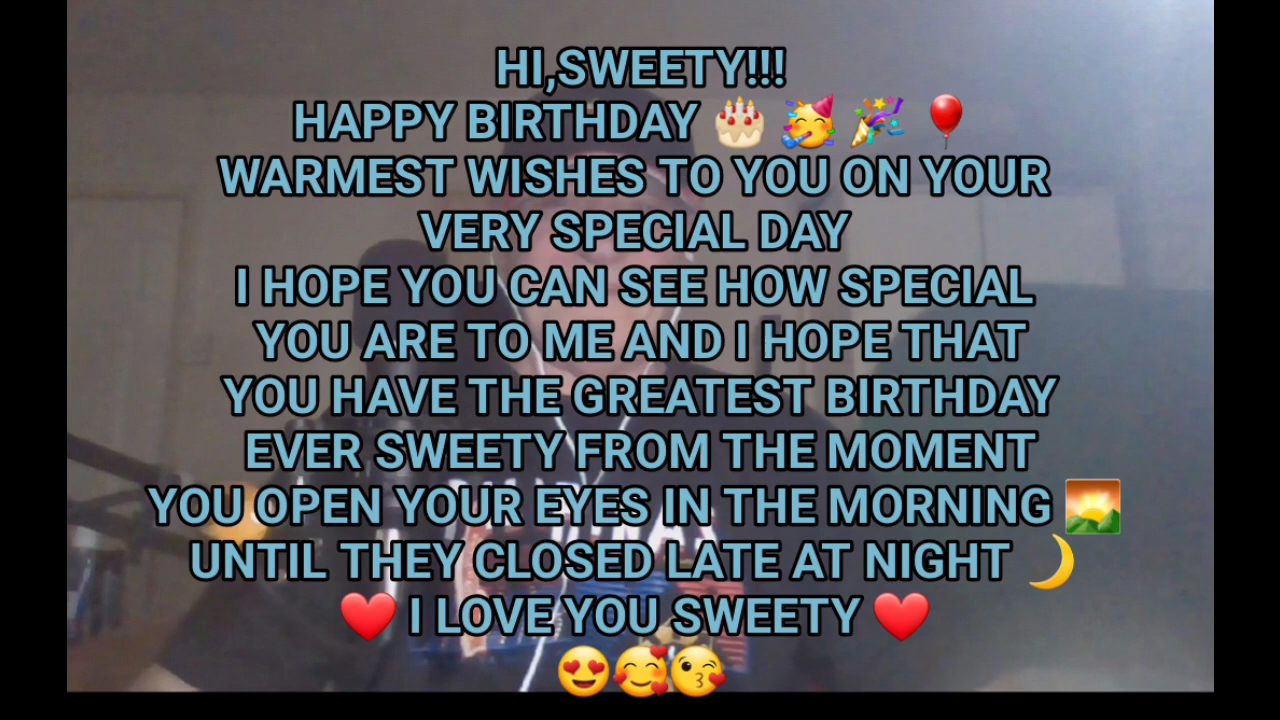 HI,SWEETY!!!
HAPPY BIRTHDAY 🎂 🥳 🎉 🎈
WARMEST WISHES TO YOU ON YOUR
VERY SPECIAL DAY
I HOPE YOU CAN SEE HOW SPECIAL
YOU ARE TO ME AND I HOPE THAT
YOU HAVE THE GREATEST BIRTHDAY
EVER SWEETY FROM THE MOMENT
YOU OPEN YOUR EYES IN THE MORNING 🌄
UNTIL THEY CLOSED LATE AT NIGHT 🌙
❤️ I LOVE YOU SWEETY ❤️
😍🥰😘